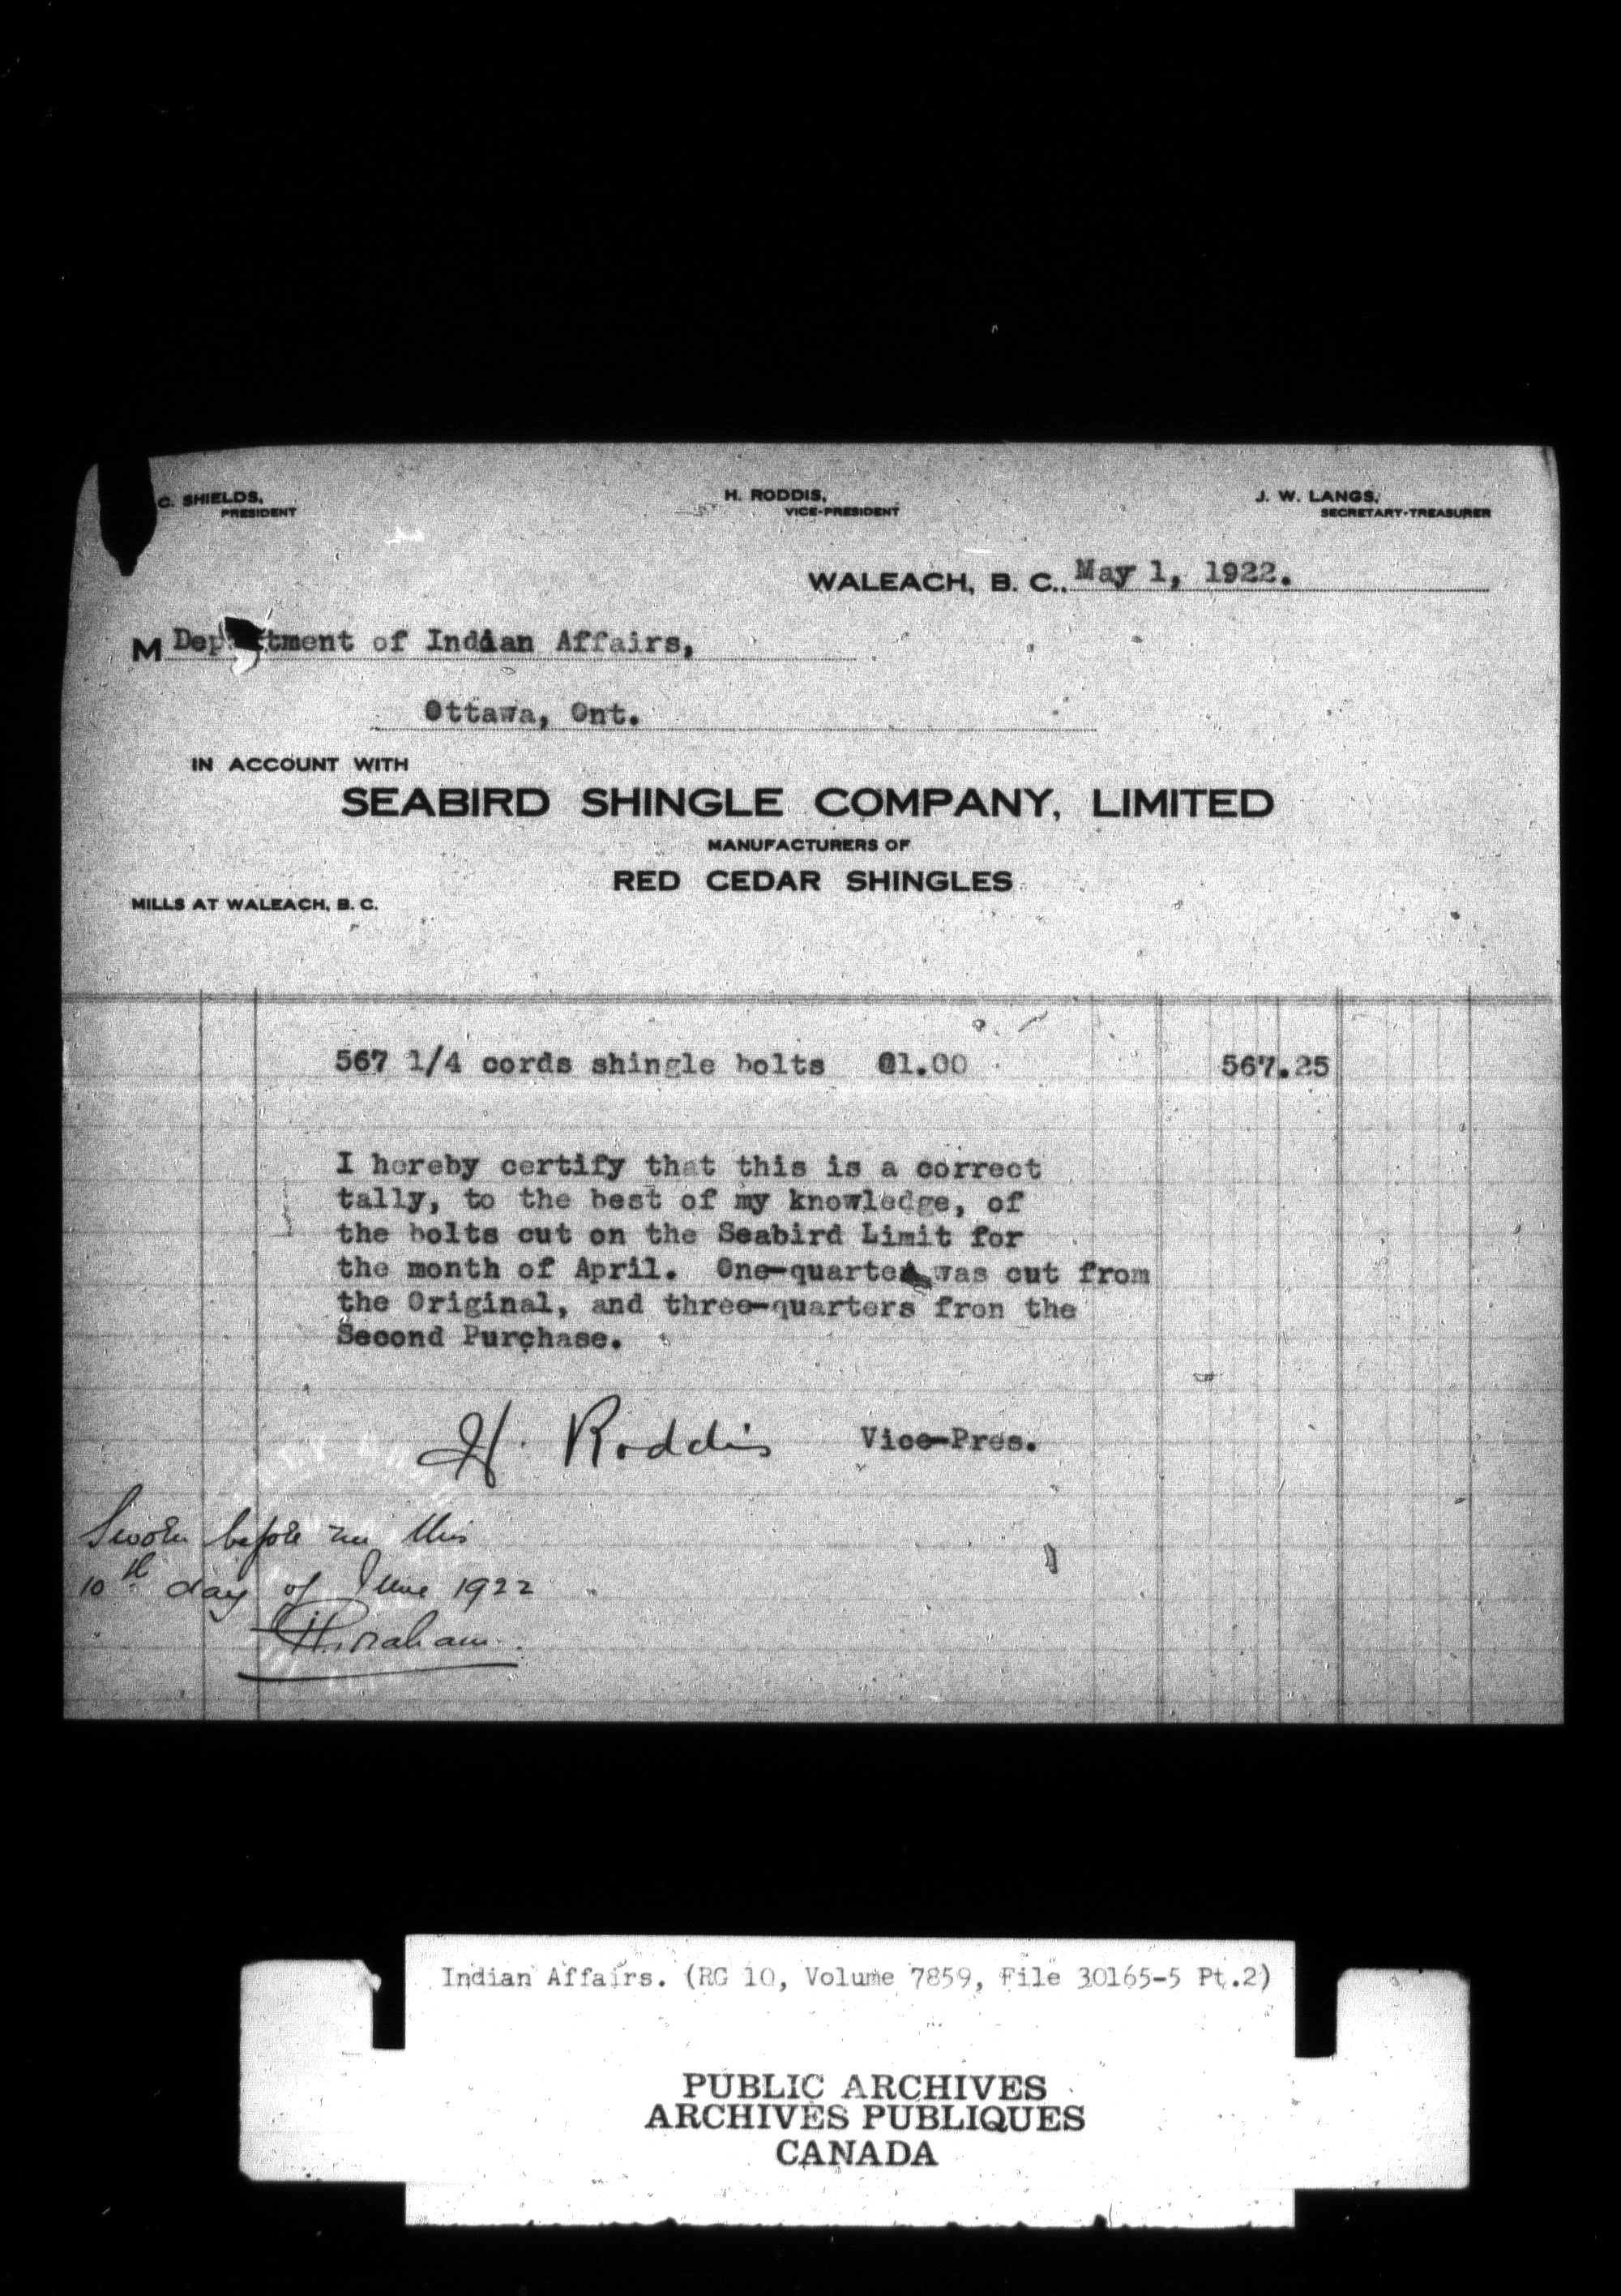 C. SHIELDS,
PRESIDENT
H. RODDIS,
VICE-PRESIDENT
J. W. LANGS,
SECRETARY-TREASURER
WALEACH, B. C., May 1, 1922.
M Department of Indian Affairs,
Ottawa, Ont.
IN ACCOUNT WITH
SEABIRD SHINGLE COMPANY, LIMITED
MANUFACTURERS OF
RED CEDAR SHINGLES
MILLS AT WALEACH, B. C.
567 1/4 cords shingle bolts @1.00 567.25
I hereby certify that this is a correct
tally, to the best of my knowledge, of
the bolts cut on the Seabird Limit for
the month of April. One-quarter was cut from
the Original, and three-quarters fron the
Second Purchase.
H. Roddis Vice-Pres.
Sworn before me this
10th day of June 1922
Indian Affairs. (RG 10, Volume 7859, File 30165-5 Pt.2)
PUBLIC ARCHIVES
ARCHIVES PUBLIQUES
CANADA